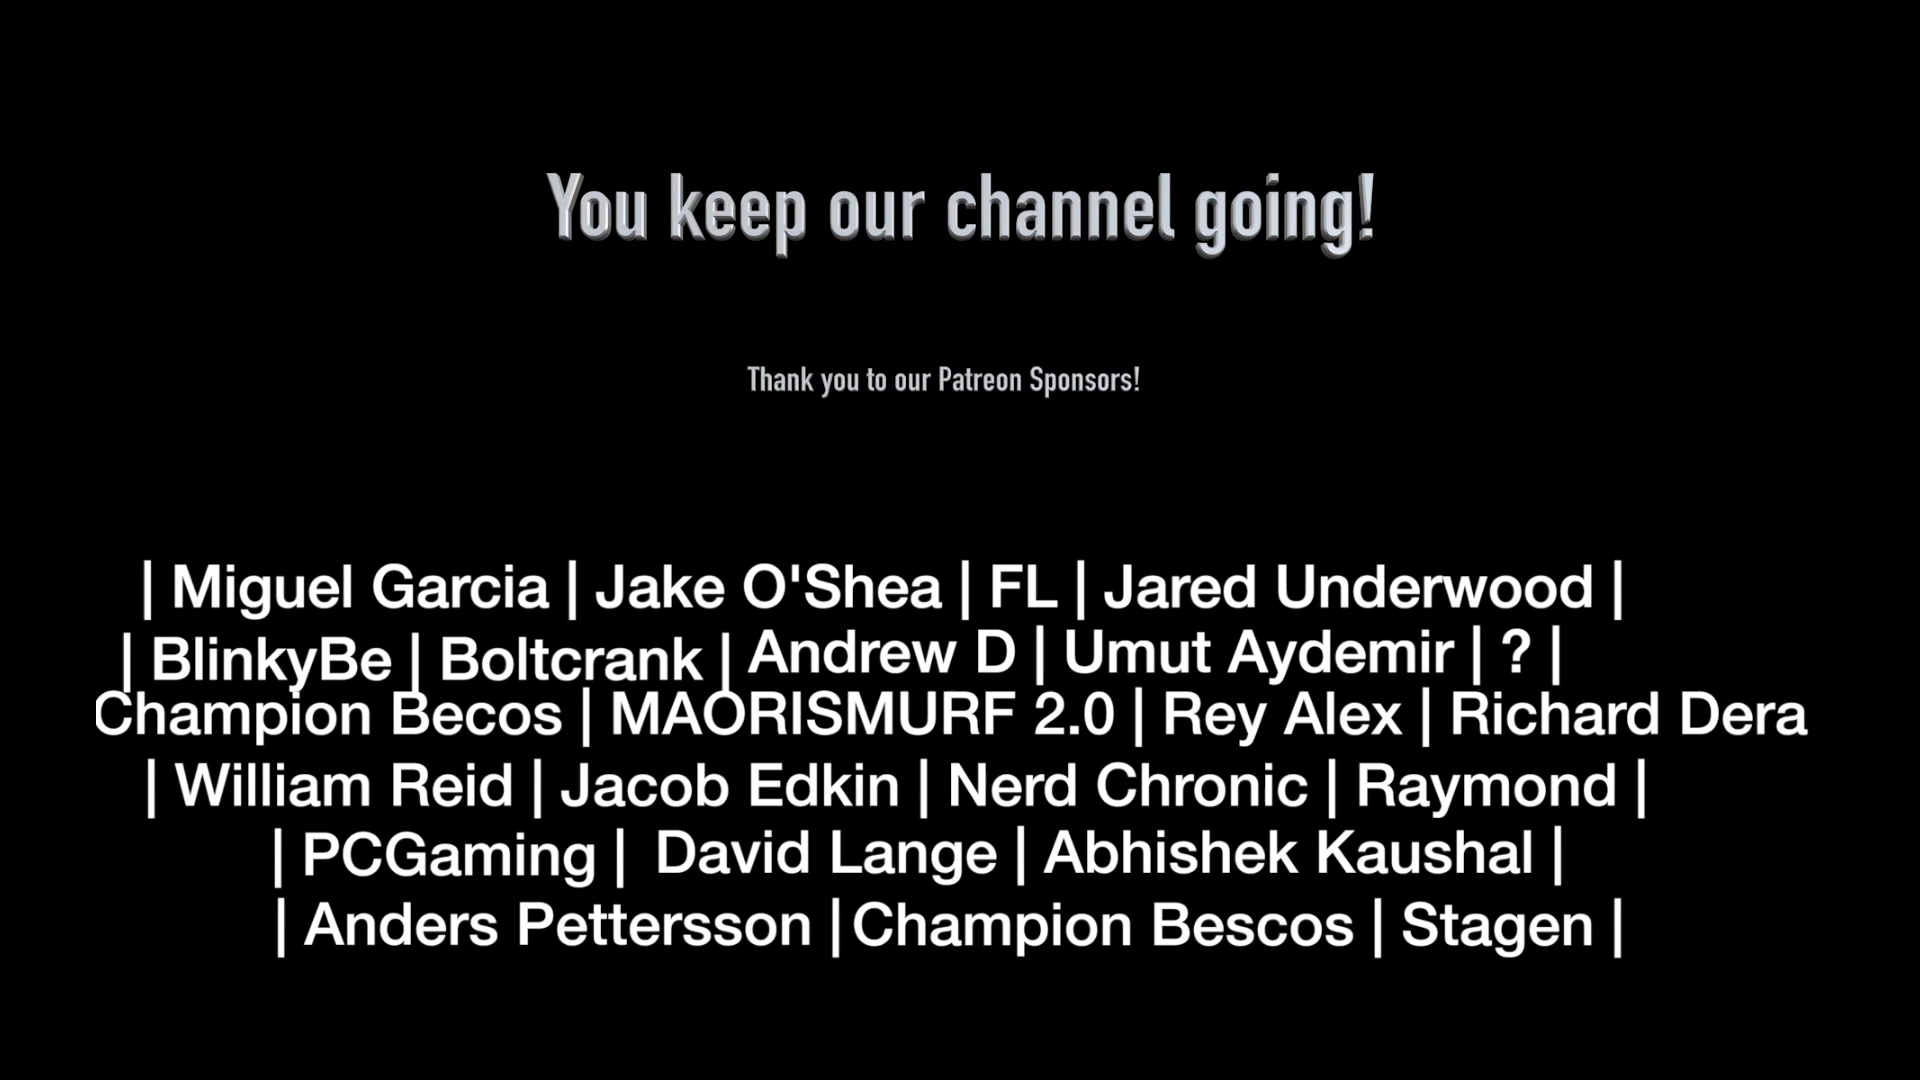 You keep our channel going!
Thank you to our Patreon Sponsors!
| Miguel Garcia | Jake O'Shea | FL | Jared Underwood |
| BlinkyBe | Boltcrank | Andrew D | Umut Aydemir | ? |
Champion Becos | MAORISMURF 2.0 | Rey Alex | Richard Dera
| William Reid | Jacob Edkin | Nerd Chronic | Raymond |
| PCGaming | David Lange | Abhishek Kaushal |
| Anders Pettersson | Champion Bescos | Stagen |